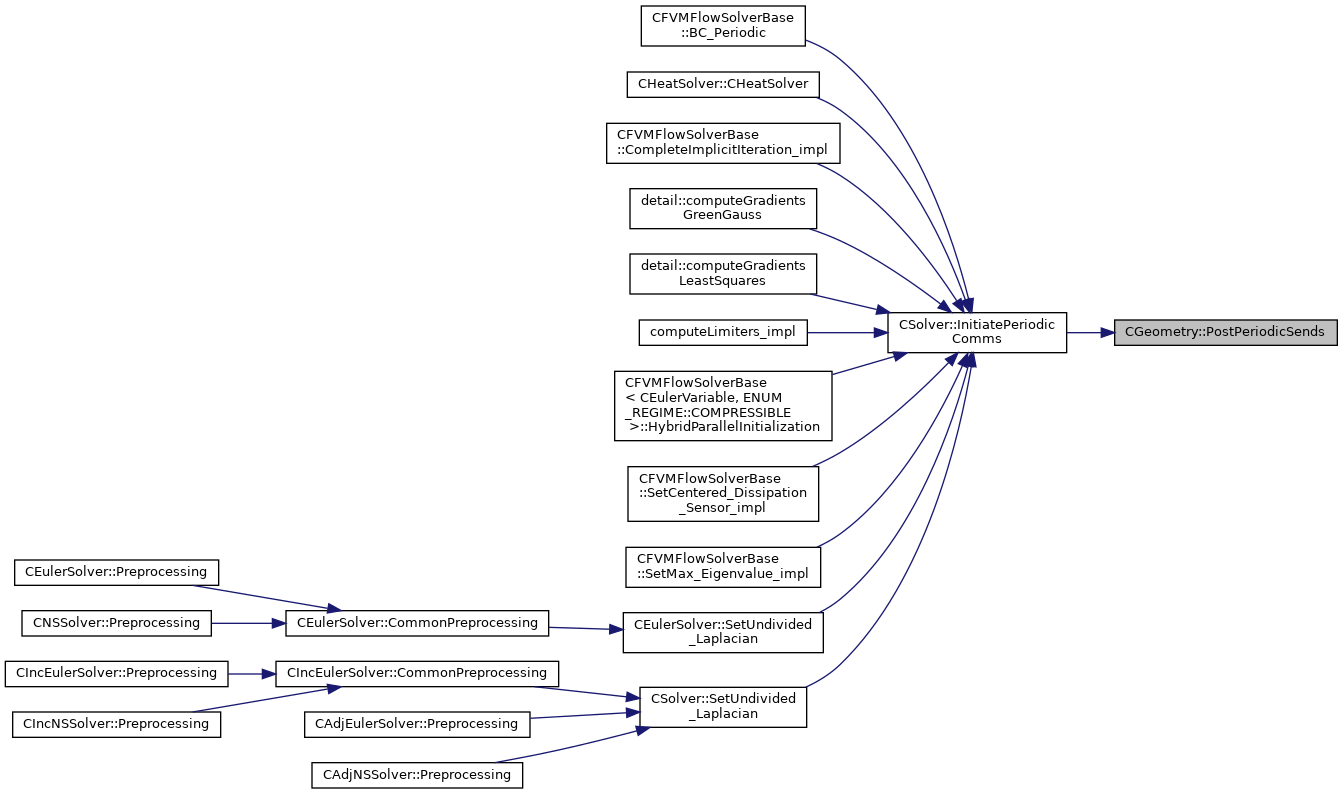 CFVMFlowSolverBase
::BC_Periodic
CHeatSolver::CHeatSolver
CFVMFlowSolverBase
::CompleteImplicitIteration_impl
detail::computeGradients
GreenGauss
detail::computeGradients
LeastSquares
computeLimiters_impl
CSolver::InitiatePeriodic
Comms
CGeometry::PostPeriodicSends
CFVMFlowSolverBase
< CEulerVariable, ENUM
_REGIME::COMPRESSIBLE
>::HybridParallelInitialization
CFVMFlowSolverBase
::SetCentered_Dissipation
_Sensor_impl
CFVMFlowSolverBase
::SetMax_Eigenvalue_impl
CEulerSolver::Preprocessing
CNSSolver::Preprocessing
CEulerSolver::CommonPreprocessing
CEulerSolver::SetUndivided
_Laplacian
CIncEulerSolver::Preprocessing
CIncEulerSolver::CommonPreprocessing
CIncNSSolver::Preprocessing
CAdjEulerSolver::Preprocessing
CSolver::SetUndivided
_Laplacian
CAdjNSSolver::Preprocessing